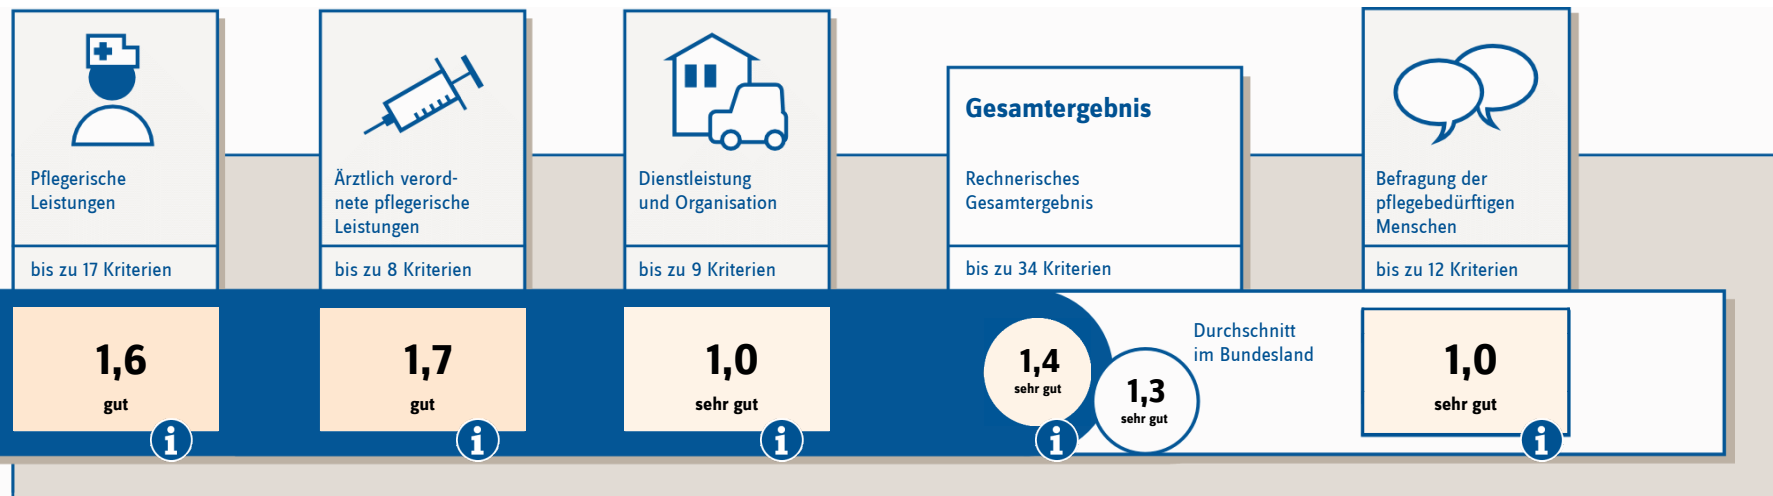 Pflegerische
Leistungen
bis zu 17 Kriterien
1,6
gut
i
Ärztlich verord-
nete pflegerische
Leistungen
bis zu 8 Kriterien
1,7
gut
i
Dienstleistung
und Organisation
bis zu 9 Kriterien
1,0
sehr gut
i
Gesamtergebnis
Rechnerisches
Gesamtergebnis
bis zu 34 Kriterien
1,4
sehr gut
i
1,3
sehr gut
Durchschnitt
im Bundesland
Befragung der
pflegebedürftigen
Menschen
bis zu 12 Kriterien
1,0
sehr gut
i